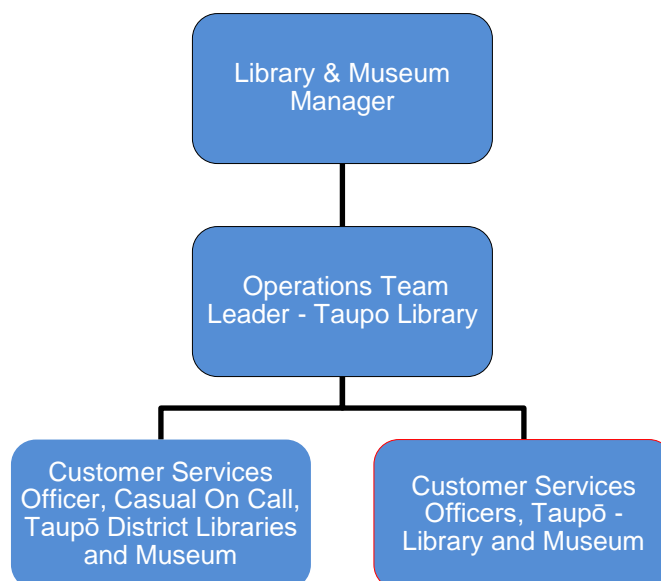 Library & Museum
Manager
Operations Team
Leader - Taupo Library
Customer Services
Officer, Casual On Call,
Taupō District Libraries
and Museum
Customer Services
Officers, Taupō -
Library and Museum